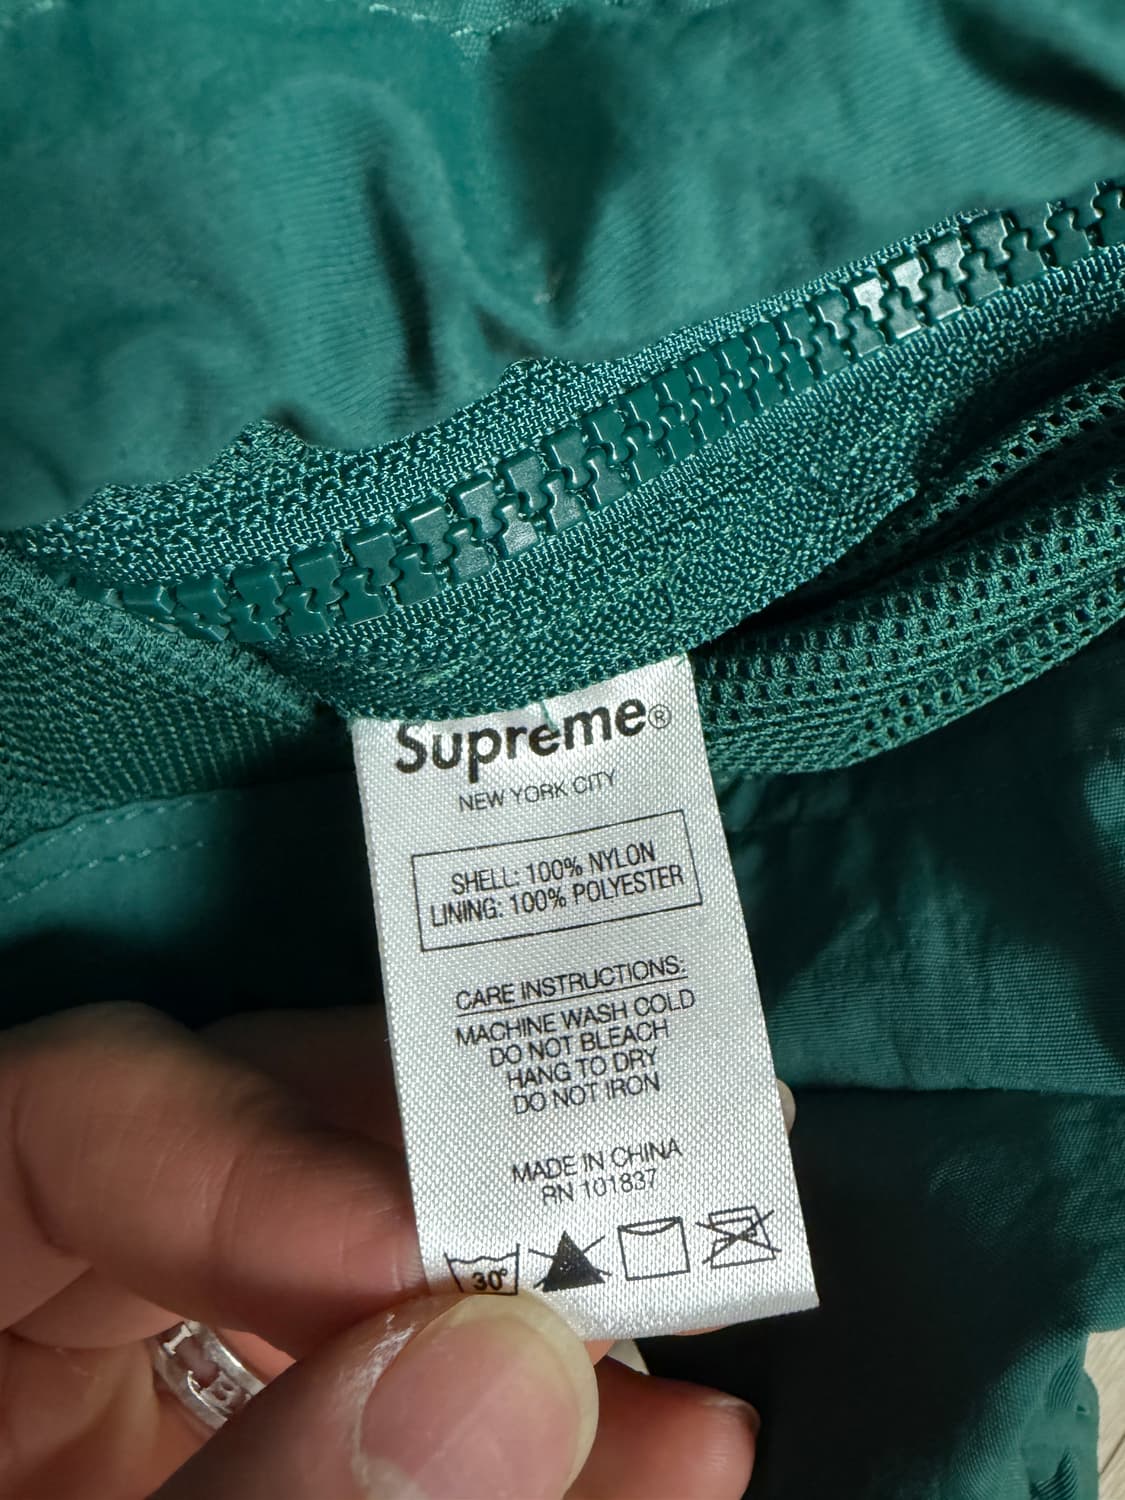 Supreme®
NEW YORK CITY
SHELL: 100% NYLON
LINING: 100% POLYESTER
CARE INSTRUCTIONS:
MACHINE WASH COLD
DO NOT BLEACH
HANG TO DRY
DO NOT IRON
MADE IN CHINA
RN 101837
30°